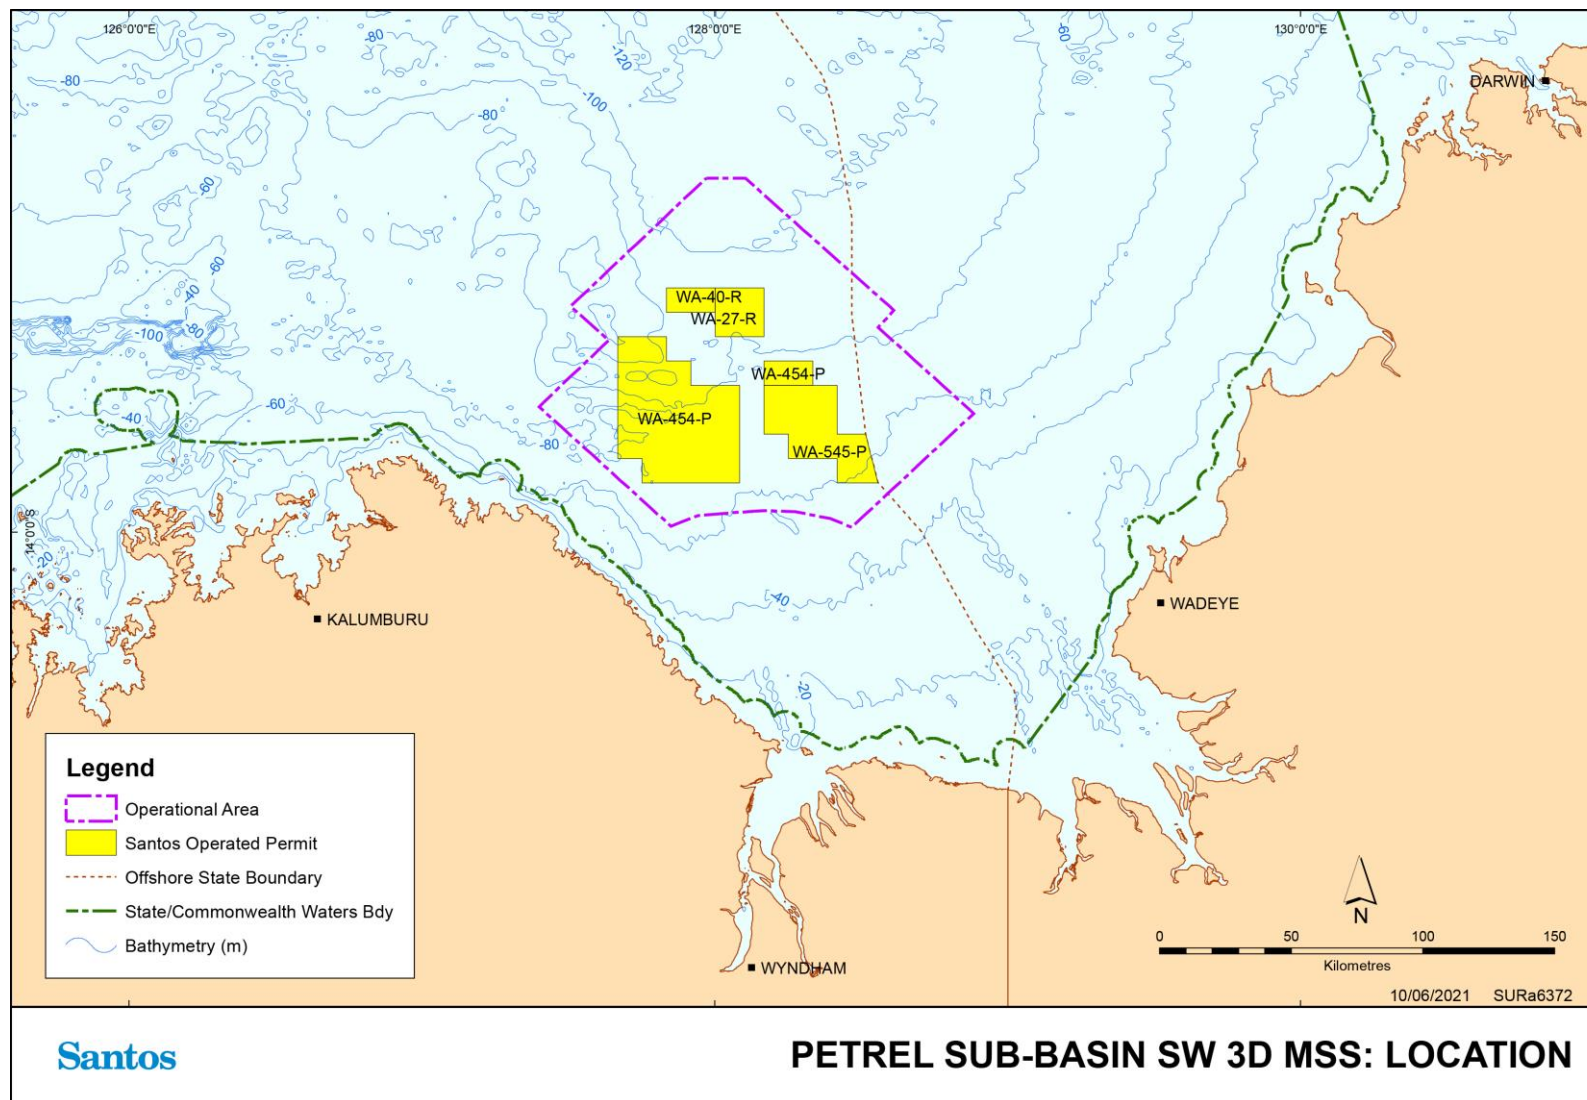 126°0'0"E
128°0'0"E
130°0'0"E
-80
-120
-60
-80
-100
DARWIN
-80
-60
-60
-40
-80
-100
WA-40-R
WA-27-R
WA-454-P
-60
-40
WA-454-P
-80
WA-545-P
14°0'0"S
-20
-40
WADEYE
KALUMBURU
-20
Legend
Operational Area
Santos Operated Permit
Offshore State Boundary
State/Commonwealth Waters Bdy
Bathymetry (m)
N
0 50 100 150
Kilometres
WYNDHAM
10/06/2021 SURa6372
Santos
PETREL SUB-BASIN SW 3D MSS: LOCATION